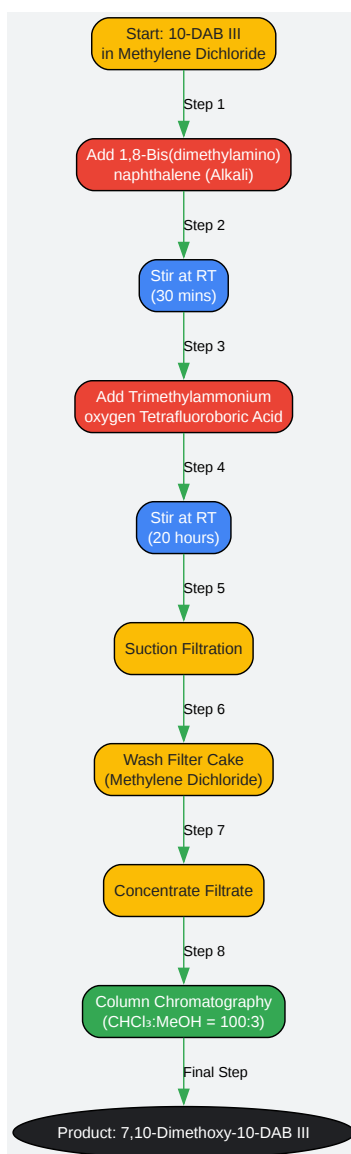 Start: 10-DAB III
in Methylene Dichloride
Step 1
Add 1,8-Bis(dimethylamino)
naphthalene (Alkali)
Step 2
Stir at RT
(30 mins)
Step 3
Add Trimethylammonium
oxygen Tetrafluoroboric Acid
Step 4
Stir at RT
(20 hours)
Step 5
Suction Filtration
Step 6
Wash Filter Cake
(Methylene Dichloride)
Step 7
Concentrate Filtrate
Step 8
Column Chromatography
(CHCl₃:MeOH = 100:3)
Final Step
Product: 7,10-Dimethoxy-10-DAB III